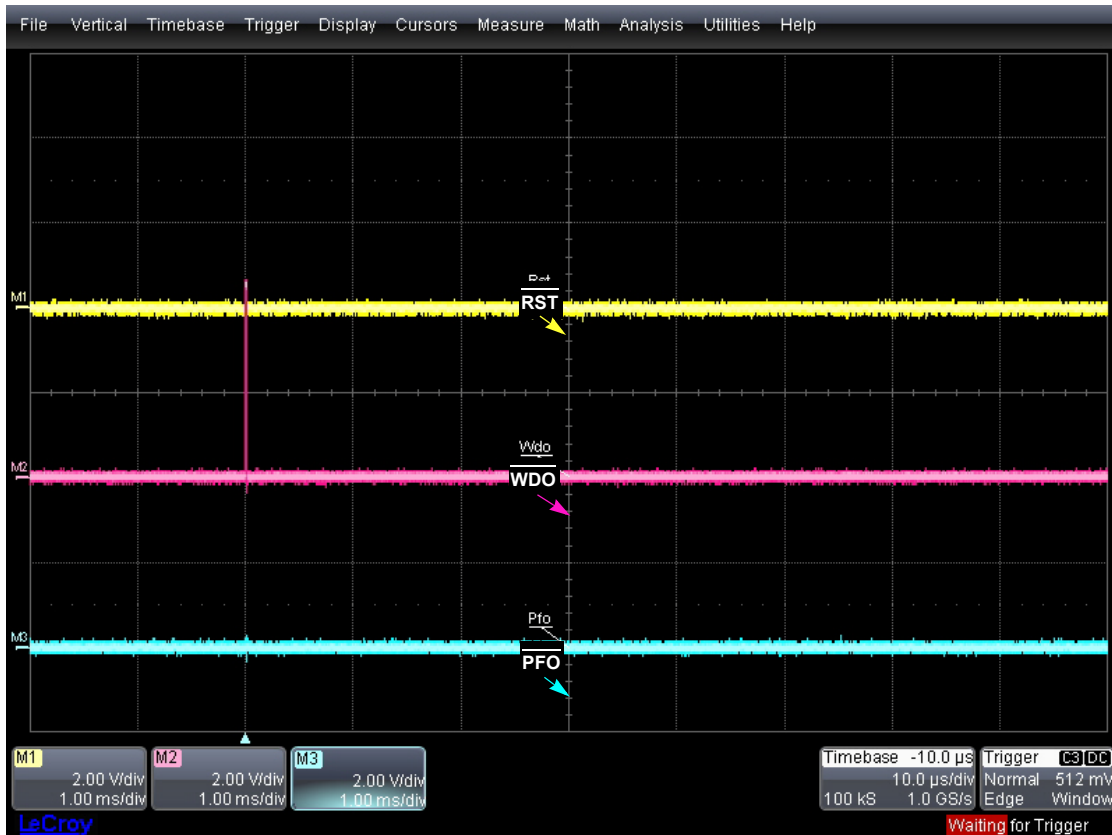 File Vertical Timebase Trigger Display Cursors Measure Math Analysis Utilities Help
M1
RST
Wdo
M2
WDO
Pfo
M3
PFO
M1 M2 M3
2.00 V/div 2.00 V/div 2.00 V/div
1.00 ms/div 1.00 ms/div 1.00 ms/div
Timebase -10.0 µs Trigger C3 DC
10.0 µs/div Normal 512 mV
100 kS 1.0 GS/s Edge Window
LeCroy Waiting for Trigger